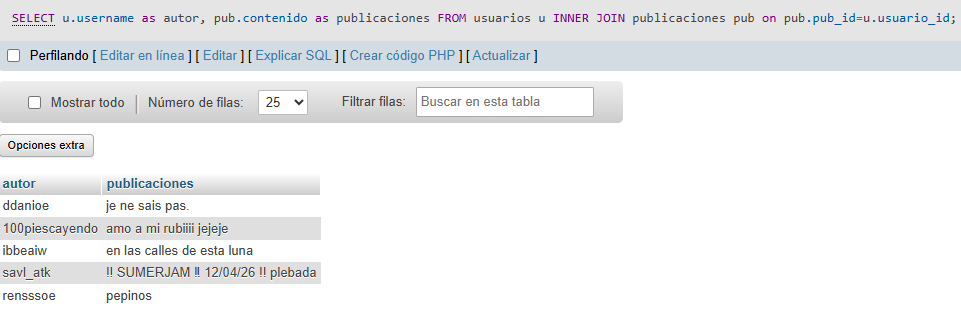 SELECT u.username as autor, pub.contenido as publicaciones FROM usuarios u INNER JOIN publicaciones pub on pub.pub_id=u.usuario_id;
Perfilando [ Editar en línea ] [ Editar ] [ Explicar SQL ] [ Crear código PHP ] [ Actualizar ]
Mostrar todo Número de filas: 25 Filtrar filas: Buscar en esta tabla
Opciones extra
autor publicaciones
ddanioe je ne sais pas.
100piescayendo amo a mi rubiiii jejeje
ibbeaiw en las calles de esta luna
savl_atk !! SUMERJAM !! 12/04/26 !! plebada
rensssoe pepinos